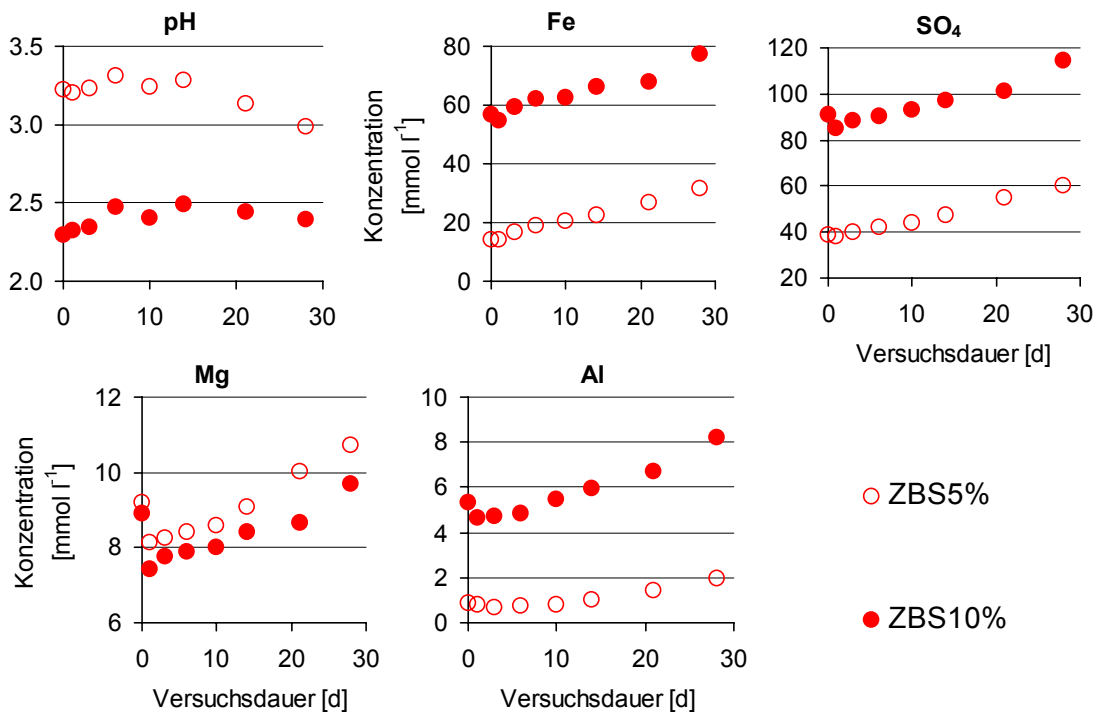 pH
3.5
3.0
2.5
2.0
0 10 20 30
Fe
Konzentration
[mmol l⁻¹]
80
60
40
20
0
0 10 20 30
SO₄
120
100
80
60
40
20
0 10 20 30
Versuchsdauer [d]
Mg
Konzentration
[mmol l⁻¹]
12
10
8
6
0 10 20 30
Versuchsdauer [d]
Al
10
8
6
4
2
0
0 10 20 30
Versuchsdauer [d]
ZBS5%
ZBS10%